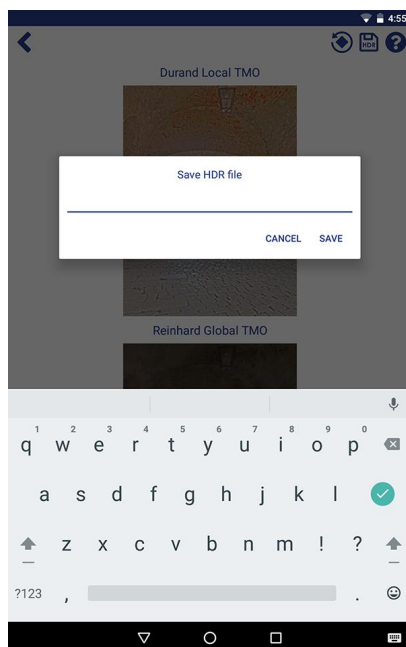 4:55
HDR ?
Durand Local TMO
Save HDR file
CANCEL SAVE
Reinhard Global TMO
1 2 3 4 5 6 7 8 9 0
q w e r t y u i o p
a s d f g h j k l
z x c v b n m ! ?
?123 , .